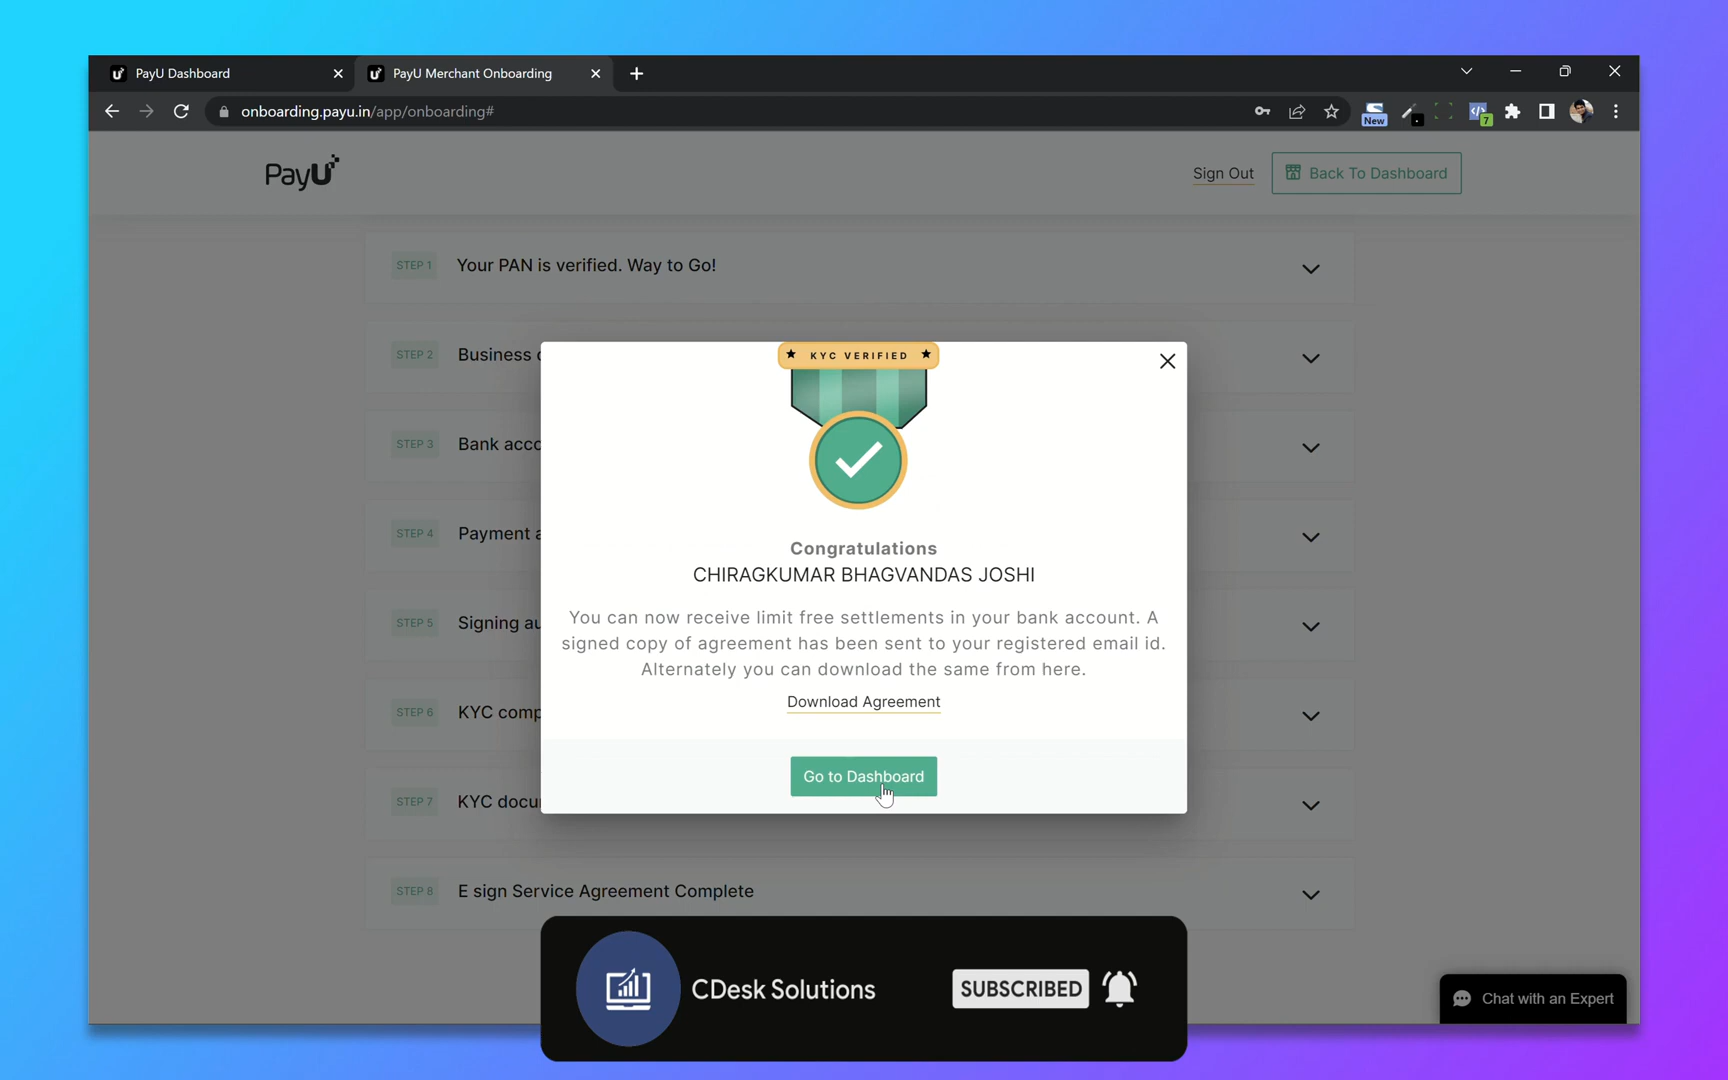 PayU Dashboard
PayU Merchant Onboarding
onboarding.payu.in/app/onboarding#
New
7
PayU
Sign Out
Back To Dashboard
STEP 1
Your PAN is verified. Way to Go!
STEP 2
Business
STEP 3
Bank acco
STEP 4
Payment a
STEP 5
Signing au
STEP 6
KYC comp
STEP 7
KYC docu
STEP 8
E sign Service Agreement Complete
KYC VERIFIED
Congratulations
CHIRAGKUMAR BHAGVANDAS JOSHI
You can now receive limit free settlements in your bank account. A
signed copy of agreement has been sent to your registered email id.
Alternately you can download the same from here.
Download Agreement
Go to Dashboard
CDesk Solutions
SUBSCRIBED
Chat with an Expert